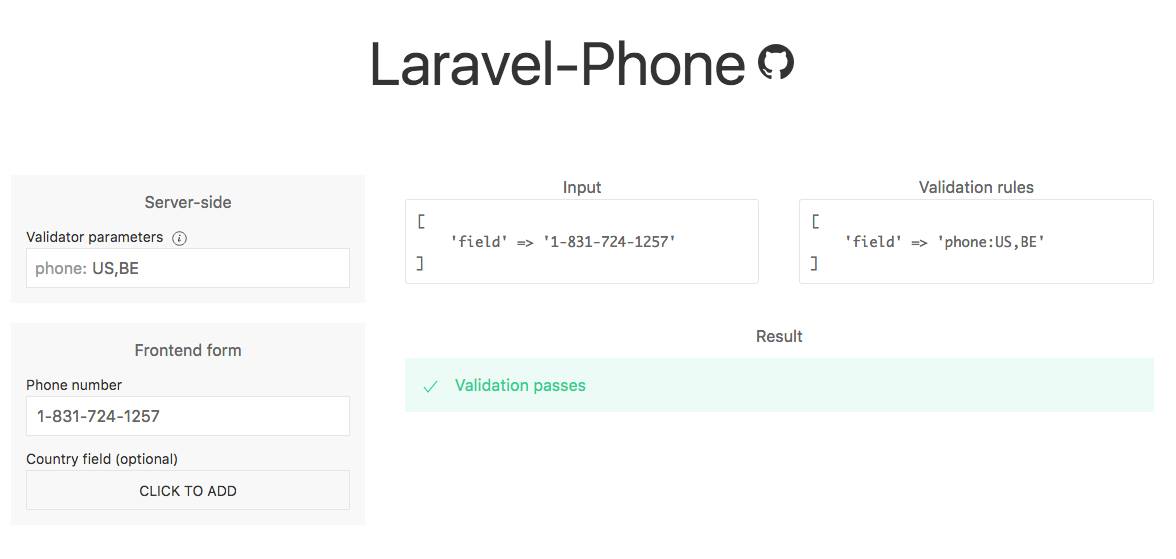 Laravel-Phone
Server-side
Validator parameters
phone: US,BE
Frontend form
Phone number
1-831-724-1257
Country field (optional)
CLICK TO ADD
Input
[
    'field' => '1-831-724-1257'
]
Validation rules
[
    'field' => 'phone:US,BE'
]
Result
Validation passes